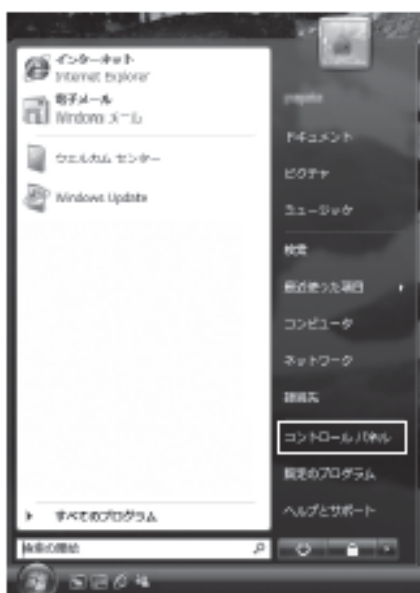 インターネット
Internet Explorer
電子メール
Windows メール
ウェルカム センター
Windows Update
すべてのプログラム
検索の開始
ドキュメント
ピクチャ
ミュージック
検索
最近使った項目
コンピュータ
ネットワーク
接続先
コントロール パネル
既定のプログラム
ヘルプとサポート